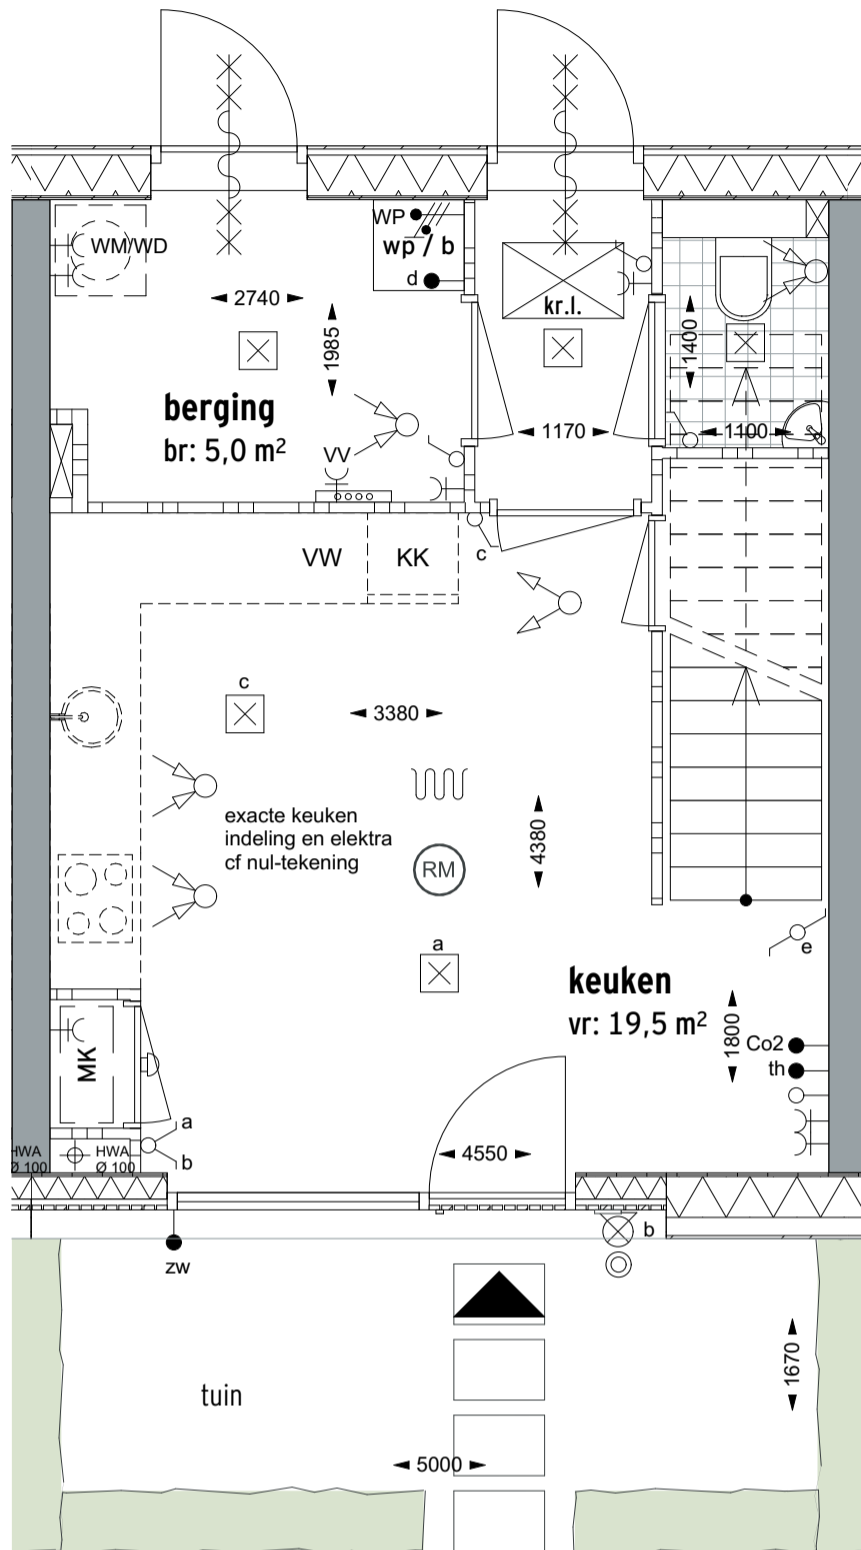 WP
WM/WD
wp / b
d
2740
kr.l.
1985
1400
berging
br: 5,0 m²
1170
1100
VV
VW
KK
c
c
3380
exacte keuken
indeling en elektra
cf nul-tekening
4380
RM
a
e
keuken
vr: 19,5 m²
1800
Co2
th
MK
a
HWA
Ø 100
HWA
Ø 100
b
4550
b
zw
1670
tuin
5000